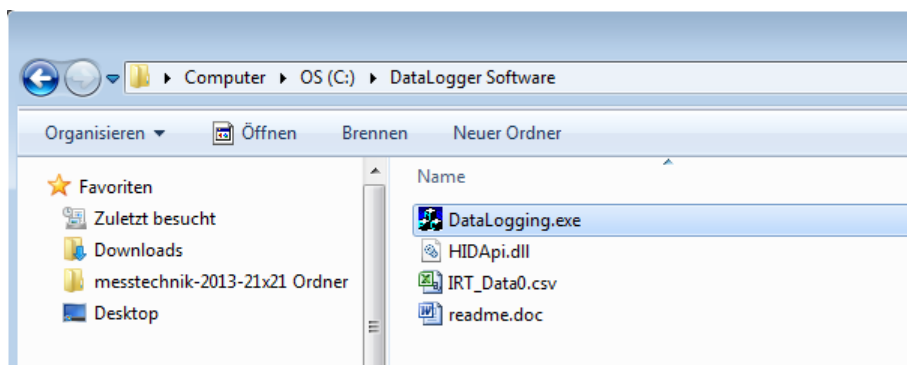 Computer OS (C:) DataLogger Software
Organisieren Öffnen Brennen Neuer Ordner
Favoriten
Zuletzt besucht
Downloads
messtechnik-2013-21x21 Ordner
Desktop
Name
DataLogging.exe
HIDApi.dll
IRT_Data0.csv
readme.doc